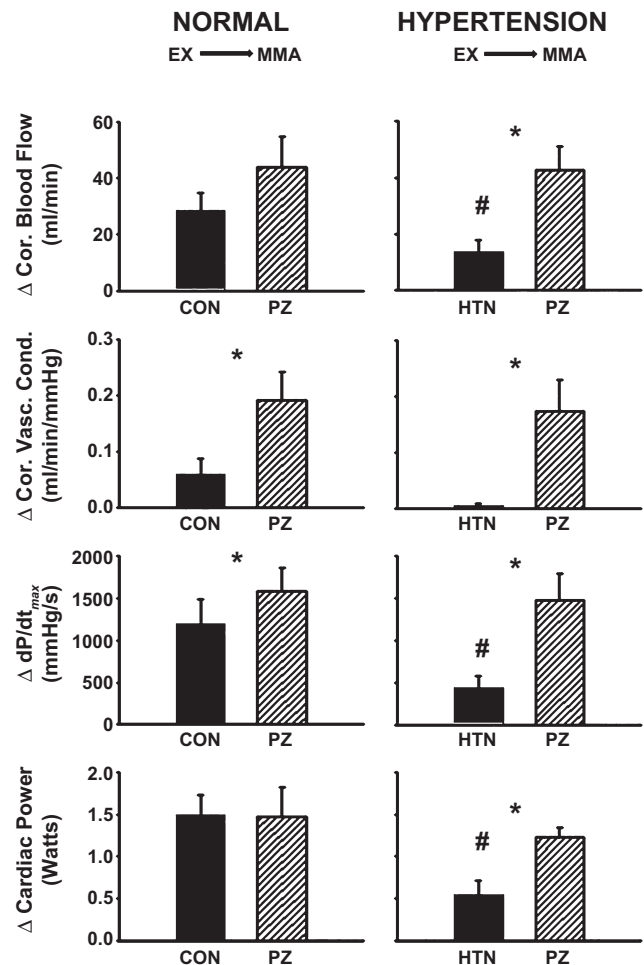 NORMAL HYPERTENSION
EX MMA EX MMA
Δ Cor. Blood Flow
(ml/min)
60
40
20
0
CON PZ
* #
HTN PZ
Δ Cor. Vasc. Cond.
(ml/min/mmHg)
0.3
0.2
0.1
0.0
*
CON PZ
*
HTN PZ
Δ dP/dtmax
(mmHg/s)
2000
1500
1000
500
0
*
CON PZ
* #
HTN PZ
Δ Cardiac Power
(Watts)
2.0
1.5
1.0
0.5
0.0
CON PZ
* #
HTN PZ